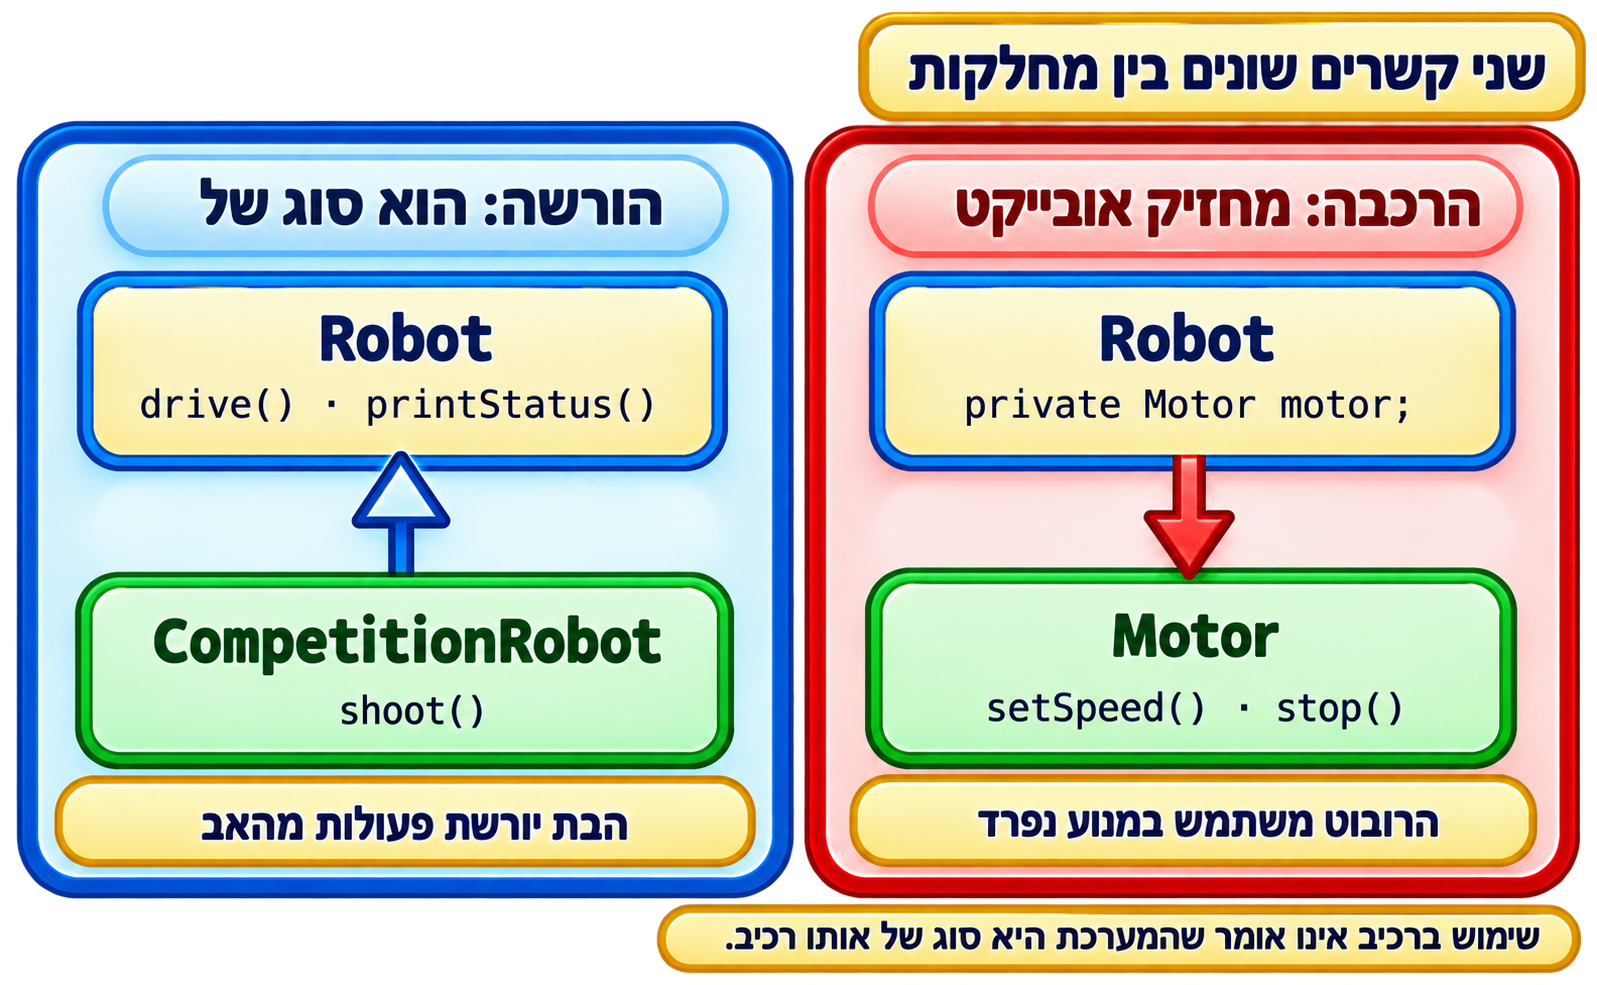 שני קשרים שונים בין מחלקות
הרכבה: מחזיק אובייקט
Robot
private Motor motor;
Motor
setSpeed() · stop()
הרובוט משתמש במנוע נפרד
הורשה: הוא סוג של
Robot
drive() · printStatus()
CompetitionRobot
shoot()
הבת יורשת פעולות מהאב
שימוש ברכיב אינו אומר שהמערכת היא סוג של אותו רכיב.